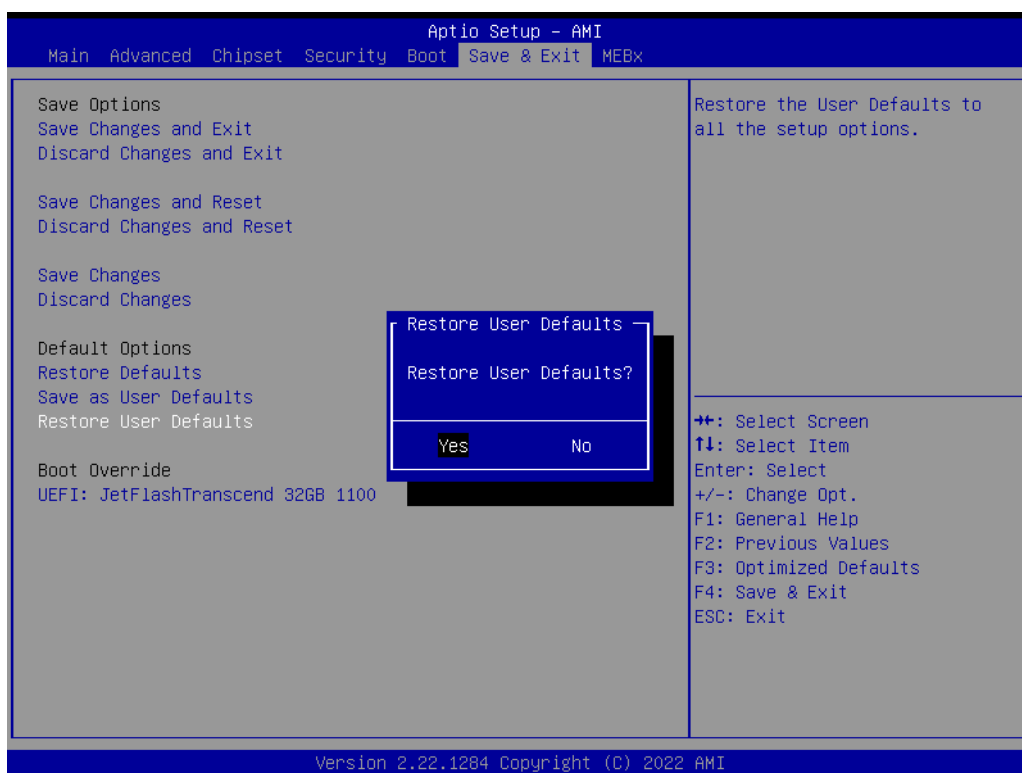 Aptio Setup – AMI
Main Advanced Chipset Security Boot Save & Exit MEBx
Save Options
Save Changes and Exit
Discard Changes and Exit
Save Changes and Reset
Discard Changes and Reset
Save Changes
Discard Changes
Default Options
Restore Defaults
Save as User Defaults
Restore User Defaults
Boot Override
UEFI: JetFlashTranscend 32GB 1100
Restore User Defaults
Restore User Defaults?
Yes No
Restore the User Defaults to
all the setup options.
→←: Select Screen
↑↓: Select Item
Enter: Select
+/-: Change Opt.
F1: General Help
F2: Previous Values
F3: Optimized Defaults
F4: Save & Exit
ESC: Exit
Version 2.22.1284 Copyright (C) 2022 AMI